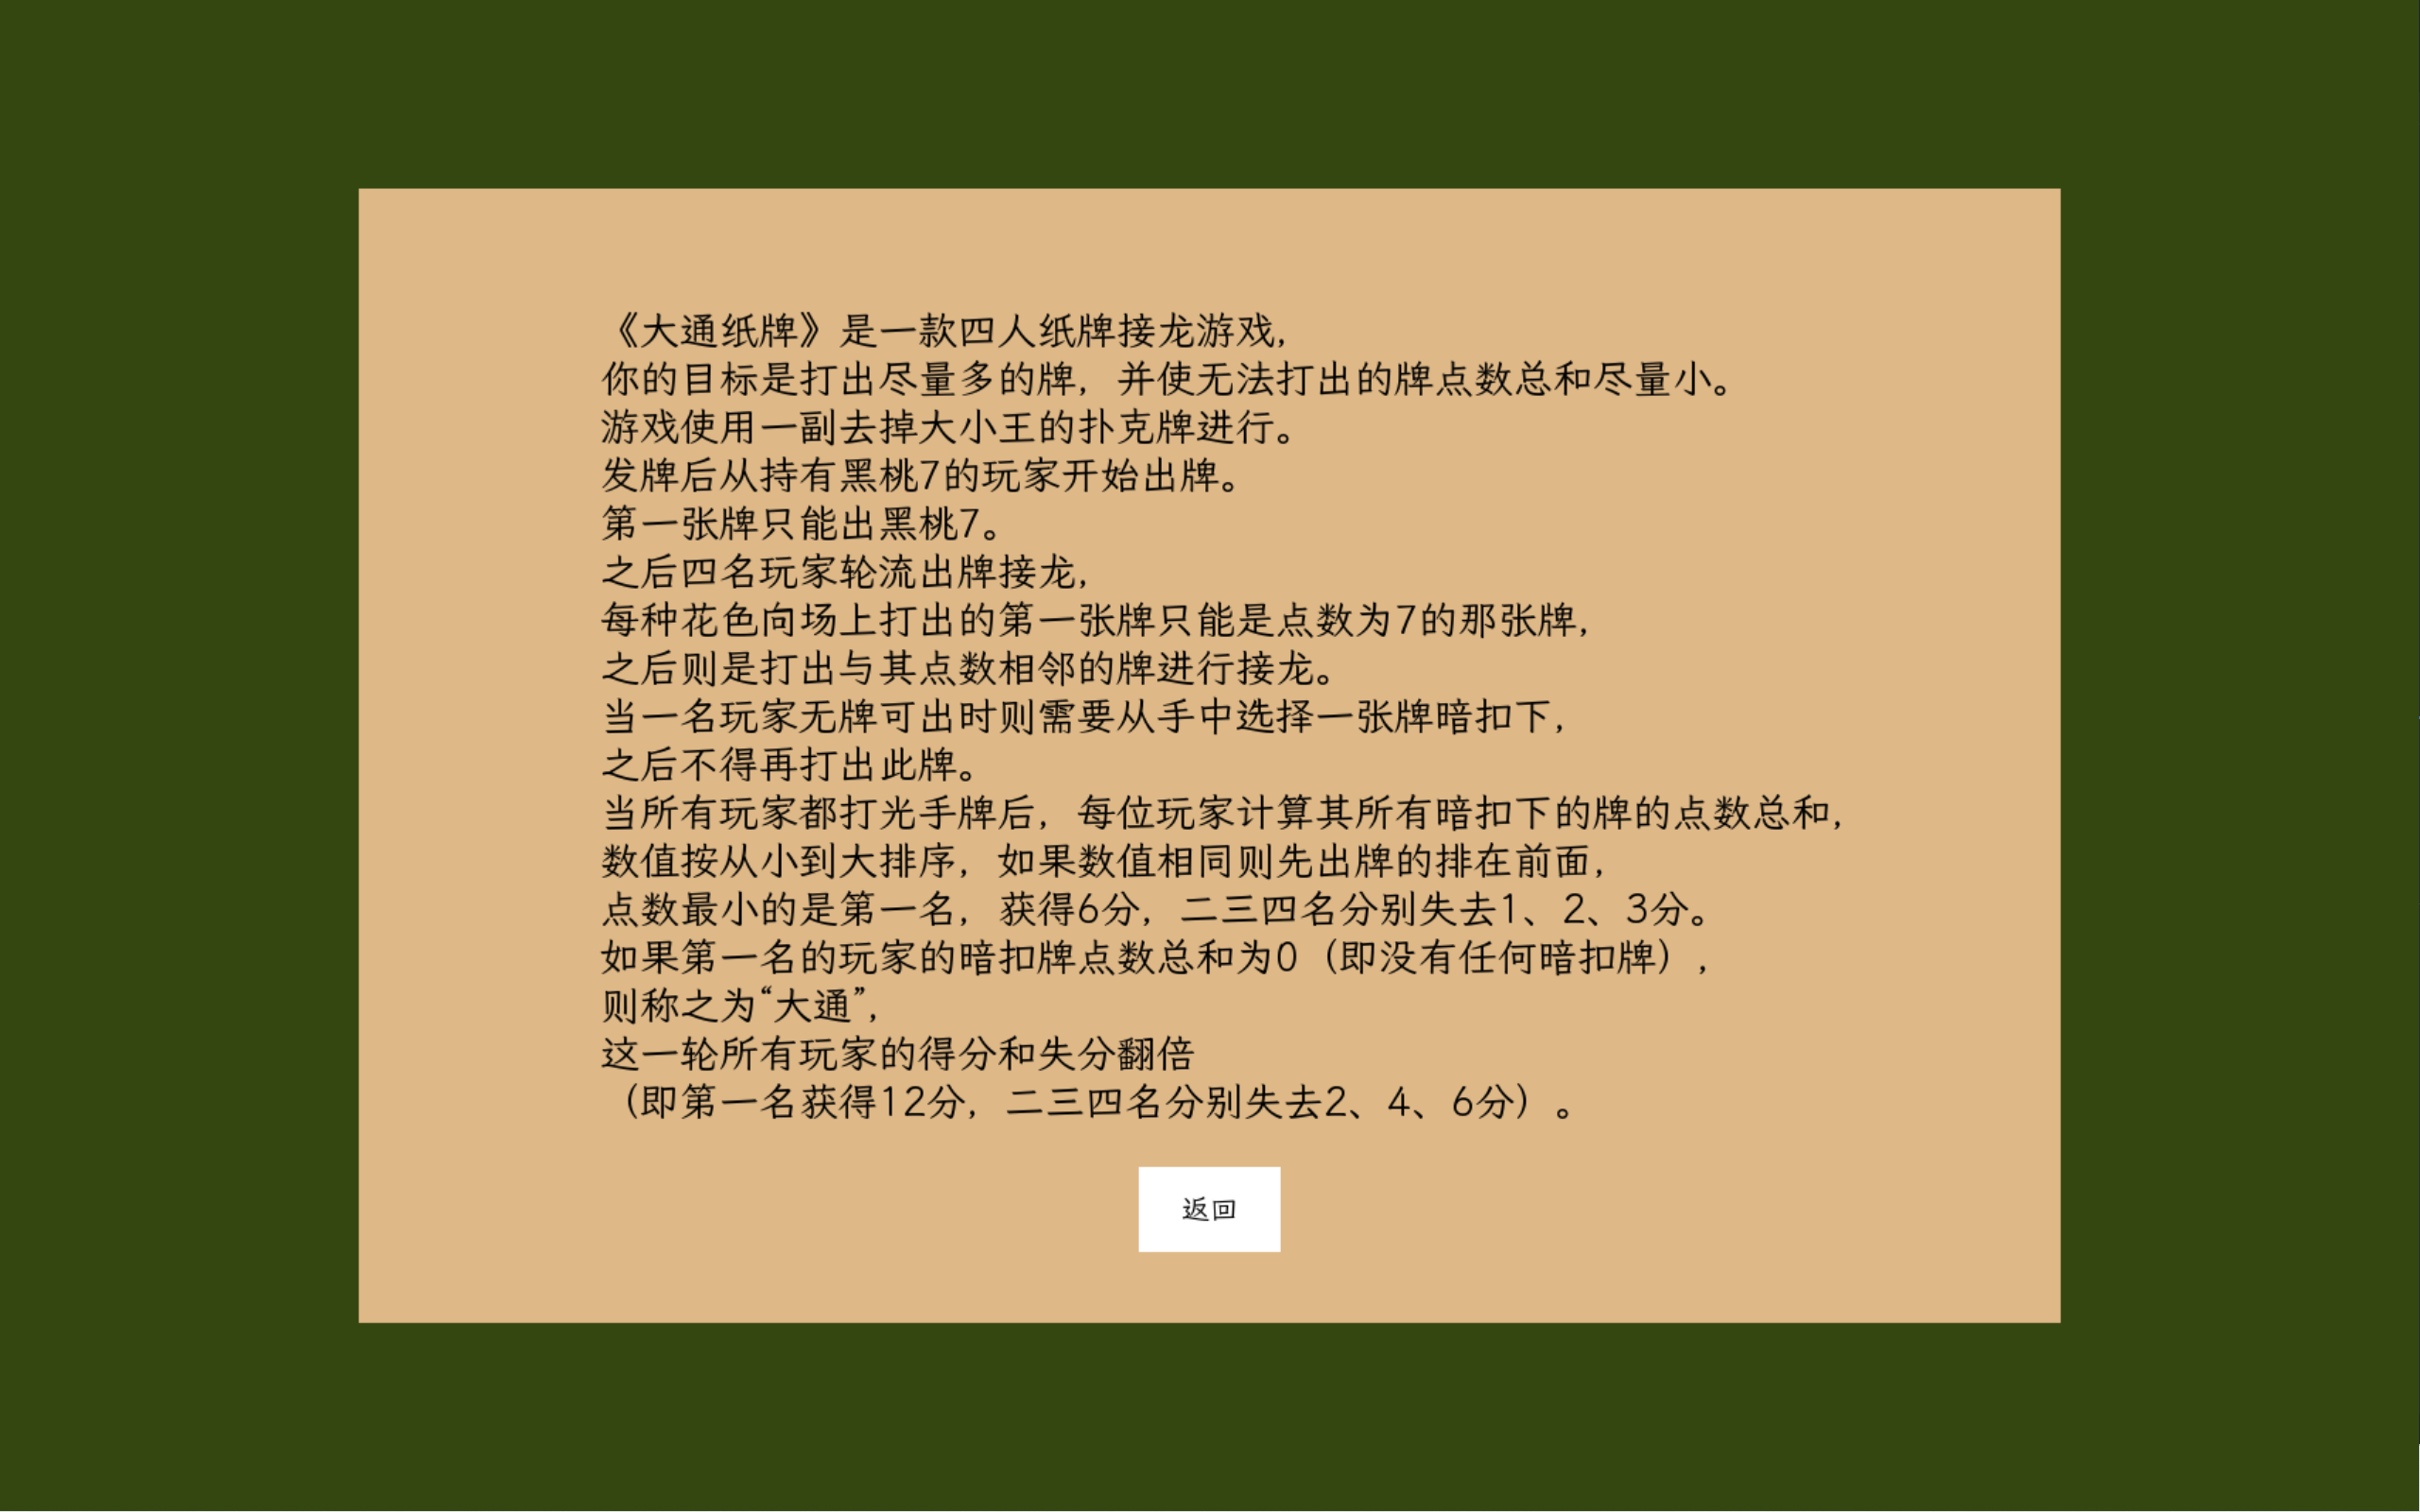 《大通纸牌》是一款四人纸牌接龙游戏,
你的目标是打出尽量多的牌，并使无法打出的牌点数总和尽量小。
游戏使用一副去掉大小王的扑克牌进行。
发牌后从持有黑桃7的玩家开始出牌。
第一张牌只能出黑桃7。
之后四名玩家轮流出牌接龙,
每种花色向场上打出的第一张牌只能是点数为7的那张牌,
之后则是打出与其点数相邻的牌进行接龙。
当一名玩家无牌可出时则需要从手中选择一张牌暗扣下,
之后不得再打出此牌。
当所有玩家都打光手牌后，每位玩家计算其所有暗扣下的牌的点数总和,
数值按从小到大排序，如果数值相同则先出牌的排在前面,
点数最小的是第一名，获得6分，二三四名分别失去1、2、3分。
如果第一名的玩家的暗扣牌点数总和为0（即没有任何暗扣牌）,
则称之为“大通”,
这一轮所有玩家的得分和失分翻倍
（即第一名获得12分，二三四名分别失去2、4、6分）。
返回